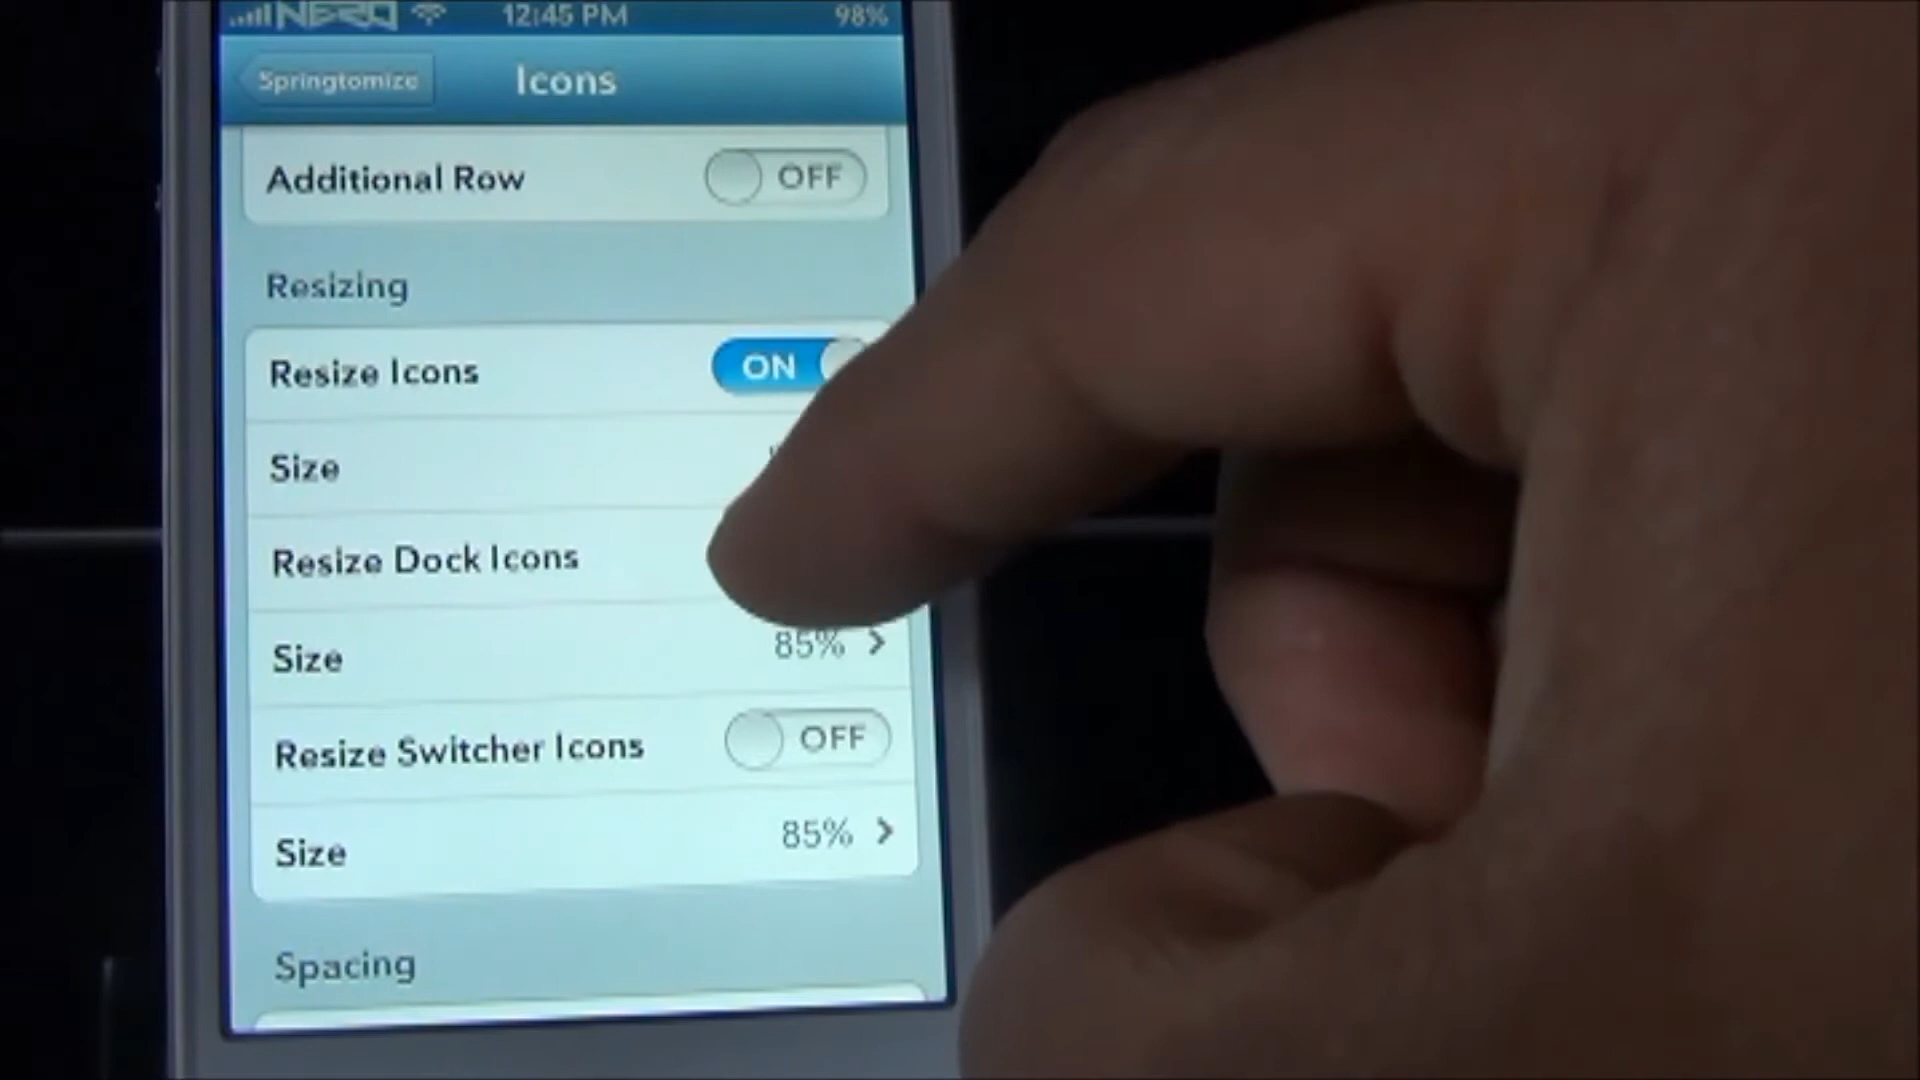 NERO 12:45 PM 98%
Springtomize Icons
Additional Row OFF
Resizing
Resize Icons ON
Size
Resize Dock Icons
Size 85%
Resize Switcher Icons OFF
Size 85%
Spacing